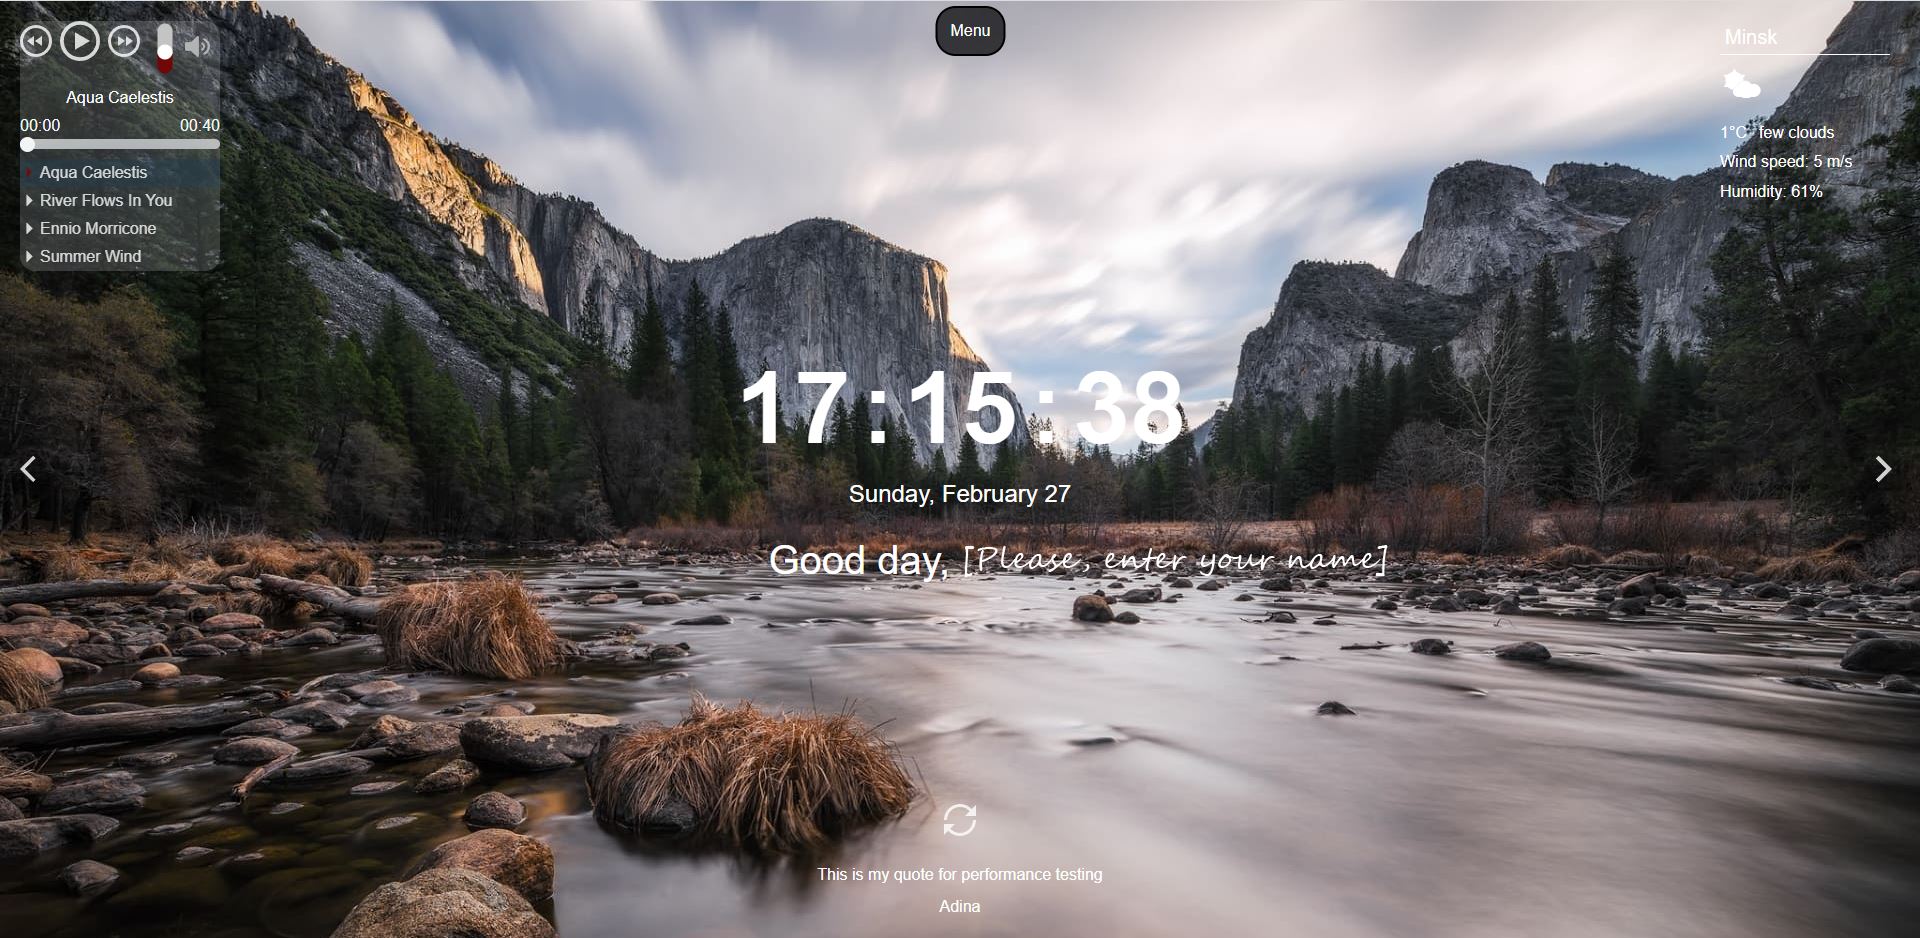 Menu
Aqua Caelestis
00:00 00:40
Aqua Caelestis
River Flows In You
Ennio Morricone
Summer Wind
Minsk
1°C few clouds
Wind speed: 5 m/s
Humidity: 61%
17:15:38
Sunday, February 27
Good day, [Please, enter your name]
This is my quote for performance testing
Adina